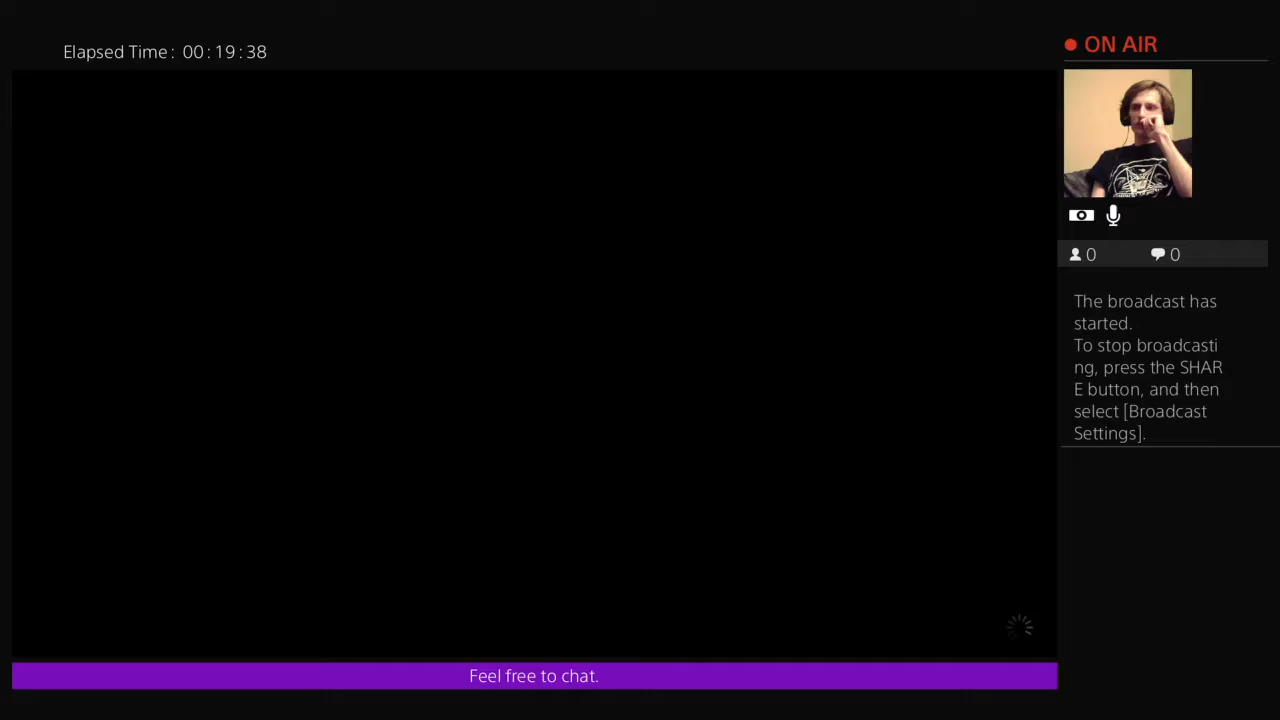 Elapsed Time: 00:19:38
ON AIR
0 0
The broadcast has
started.
To stop broadcasti
ng, press the SHAR
E button, and then
select [Broadcast
Settings].
Feel free to chat.